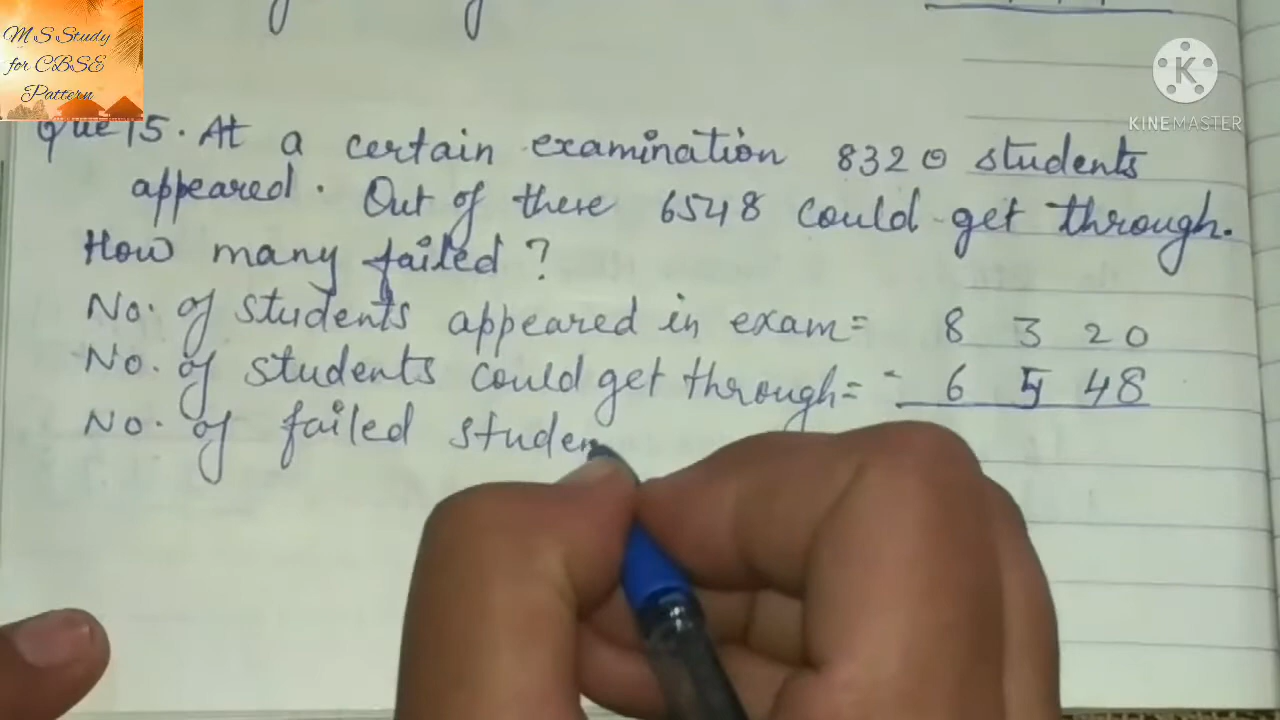 M S Study
for CBSE
Pattern
KINEMASTER
Que 15. At a certain examination 8320 students
appeared. Out of there 6548 could get through.
How many failed?
No. of students appeared in exam= 8 3 2 0
No. of students could get through= - 6 5 4 8
No. of failed studen